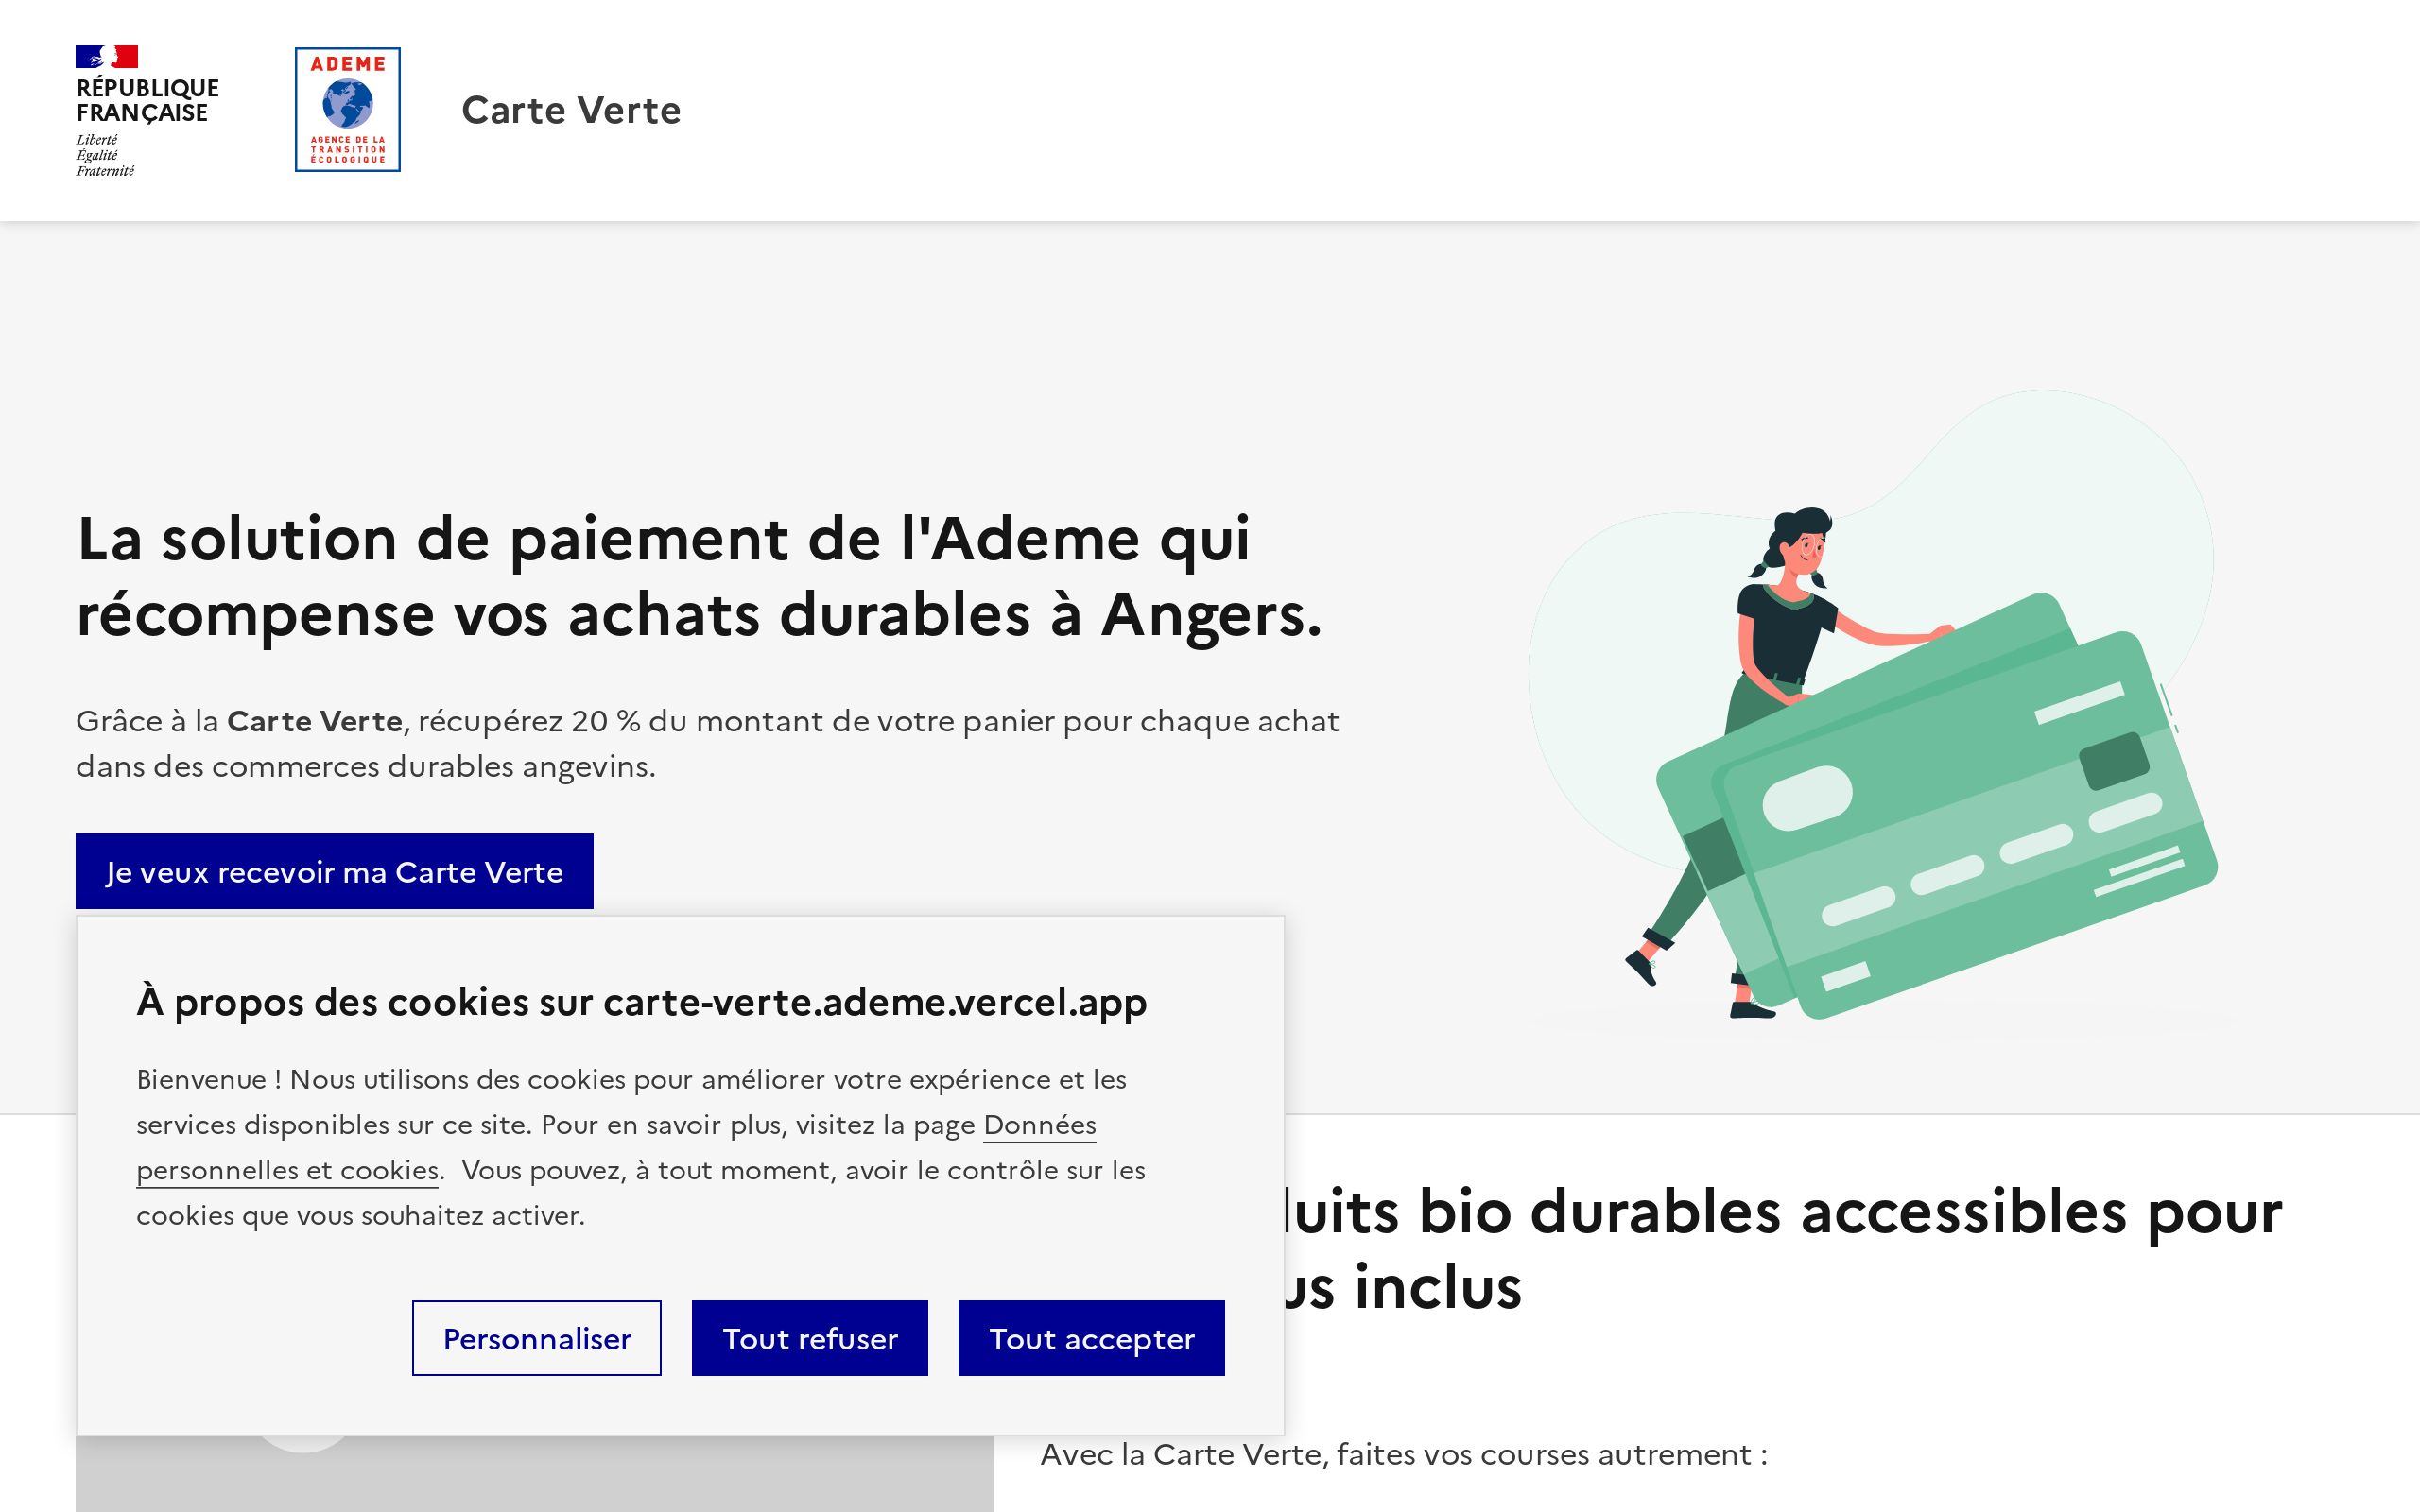 RÉPUBLIQUE
FRANÇAISE
Liberté
Égalité
Fraternité
ADEME
AGENCE DE LA
TRANSITION
ÉCOLOGIQUE
Carte Verte
La solution de paiement de l'Ademe qui
récompense vos achats durables à Angers.
Grâce à la Carte Verte, récupérez 20 % du montant de votre panier pour chaque achat
dans des commerces durables angevins.
Je veux recevoir ma Carte Verte
À propos des cookies sur carte-verte.ademe.vercel.app
Bienvenue ! Nous utilisons des cookies pour améliorer votre expérience et les
services disponibles sur ce site. Pour en savoir plus, visitez la page Données
personnelles et cookies. Vous pouvez, à tout moment, avoir le contrôle sur les
cookies que vous souhaitez activer.
Personnaliser
Tout refuser
Tout accepter
bio durables accessibles pour
inclus
Avec la Carte Verte, faites vos courses autrement :